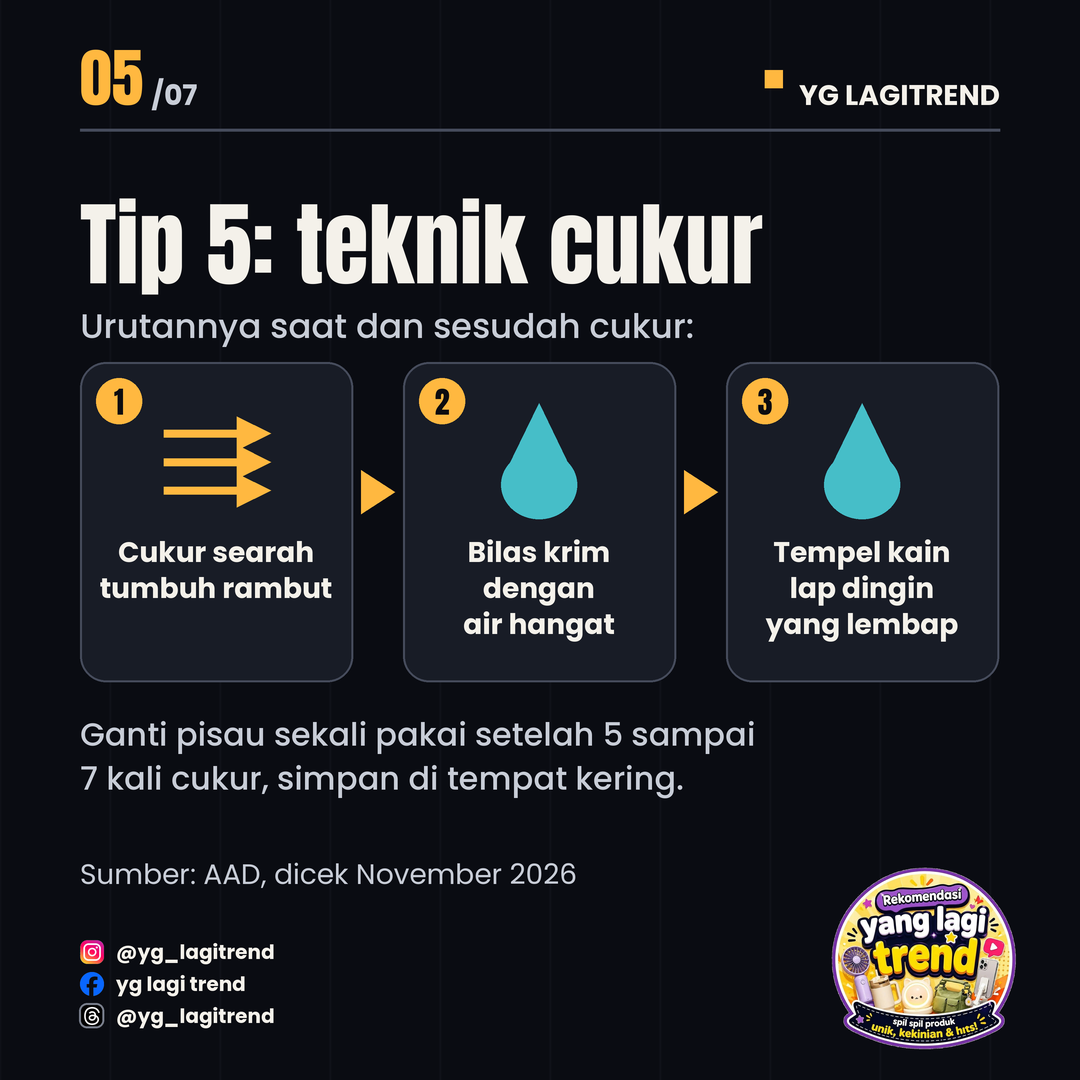 05 /07
YG LAGITREND
Tip 5: teknik cukur
Urutannya saat dan sesudah cukur:
1
Cukur searah
tumbuh rambut
2
Bilas krim
dengan
air hangat
3
Tempel kain
lap dingin
yang lembap
Ganti pisau sekali pakai setelah 5 sampai
7 kali cukur, simpan di tempat kering.
Sumber: AAD, dicek November 2026
@yg_lagitrend
yg lagi trend
@yg_lagitrend
Rekomendasi
yang lagi
trend
spil spil produk
unik, kekinian & hits!